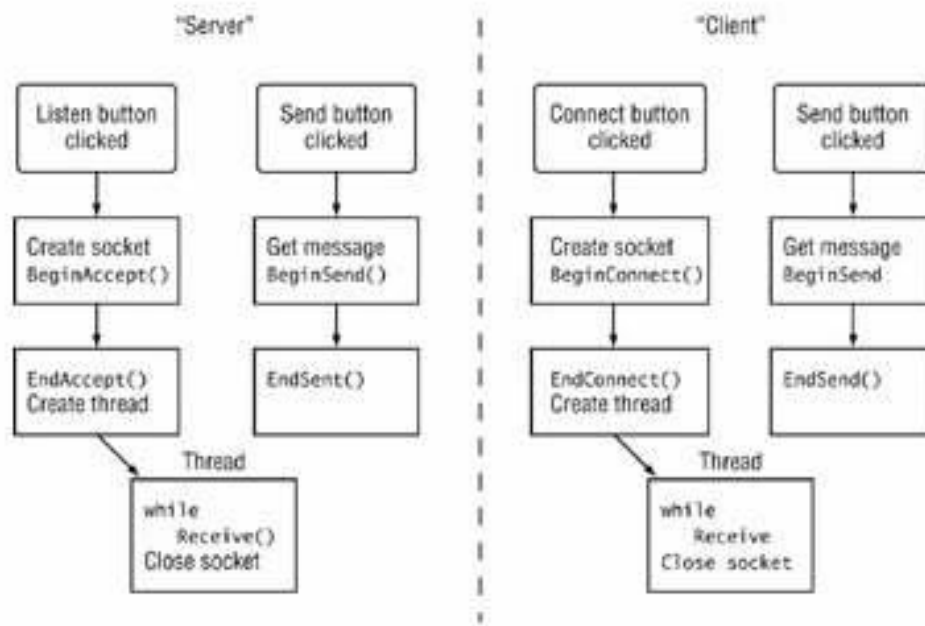 "Server"
Listen button
clicked
Send button
clicked
Create socket
BeginAccept()
Get message
BeginSend()
EndAccept()
Create thread
EndSent()
Thread
while
Receive()
Close socket
"Client"
Connect button
clicked
Send button
clicked
Create socket
BeginConnect()
Get message
BeginSend
EndConnect()
Create thread
EndSend()
Thread
while
Receive
Close socket